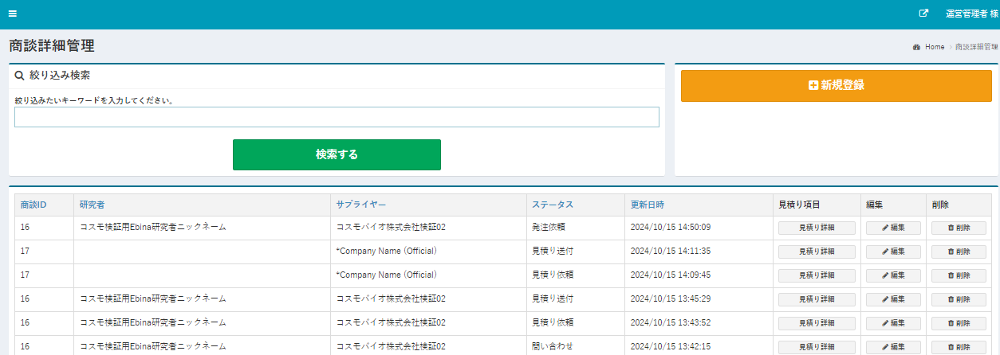 運営管理者 様
商談詳細管理
Home > 商談詳細管理
絞り込み検索
絞り込みたいキーワードを入力してください。
検索する
新規登録
商談ID 研究者 サプライヤー ステータス 更新日時 見積り項目 編集 削除
16 コスモ検証用Ebina研究者ニックネーム コスモバイオ株式会社検証02 発注依頼 2024/10/15 14:50:09 見積り詳細 編集 削除
17 *Company Name (Official) 見積り送付 2024/10/15 14:11:35 見積り詳細 編集 削除
17 *Company Name (Official) 見積り依頼 2024/10/15 14:09:45 見積り詳細 編集 削除
16 コスモ検証用Ebina研究者ニックネーム コスモバイオ株式会社検証02 見積り送付 2024/10/15 13:45:29 見積り詳細 編集 削除
16 コスモ検証用Ebina研究者ニックネーム コスモバイオ株式会社検証02 見積り依頼 2024/10/15 13:43:52 見積り詳細 編集 削除
16 コスモ検証用Ebina研究者ニックネーム コスモバイオ株式会社検証02 問い合わせ 2024/10/15 13:42:15 見積り詳細 編集 削除